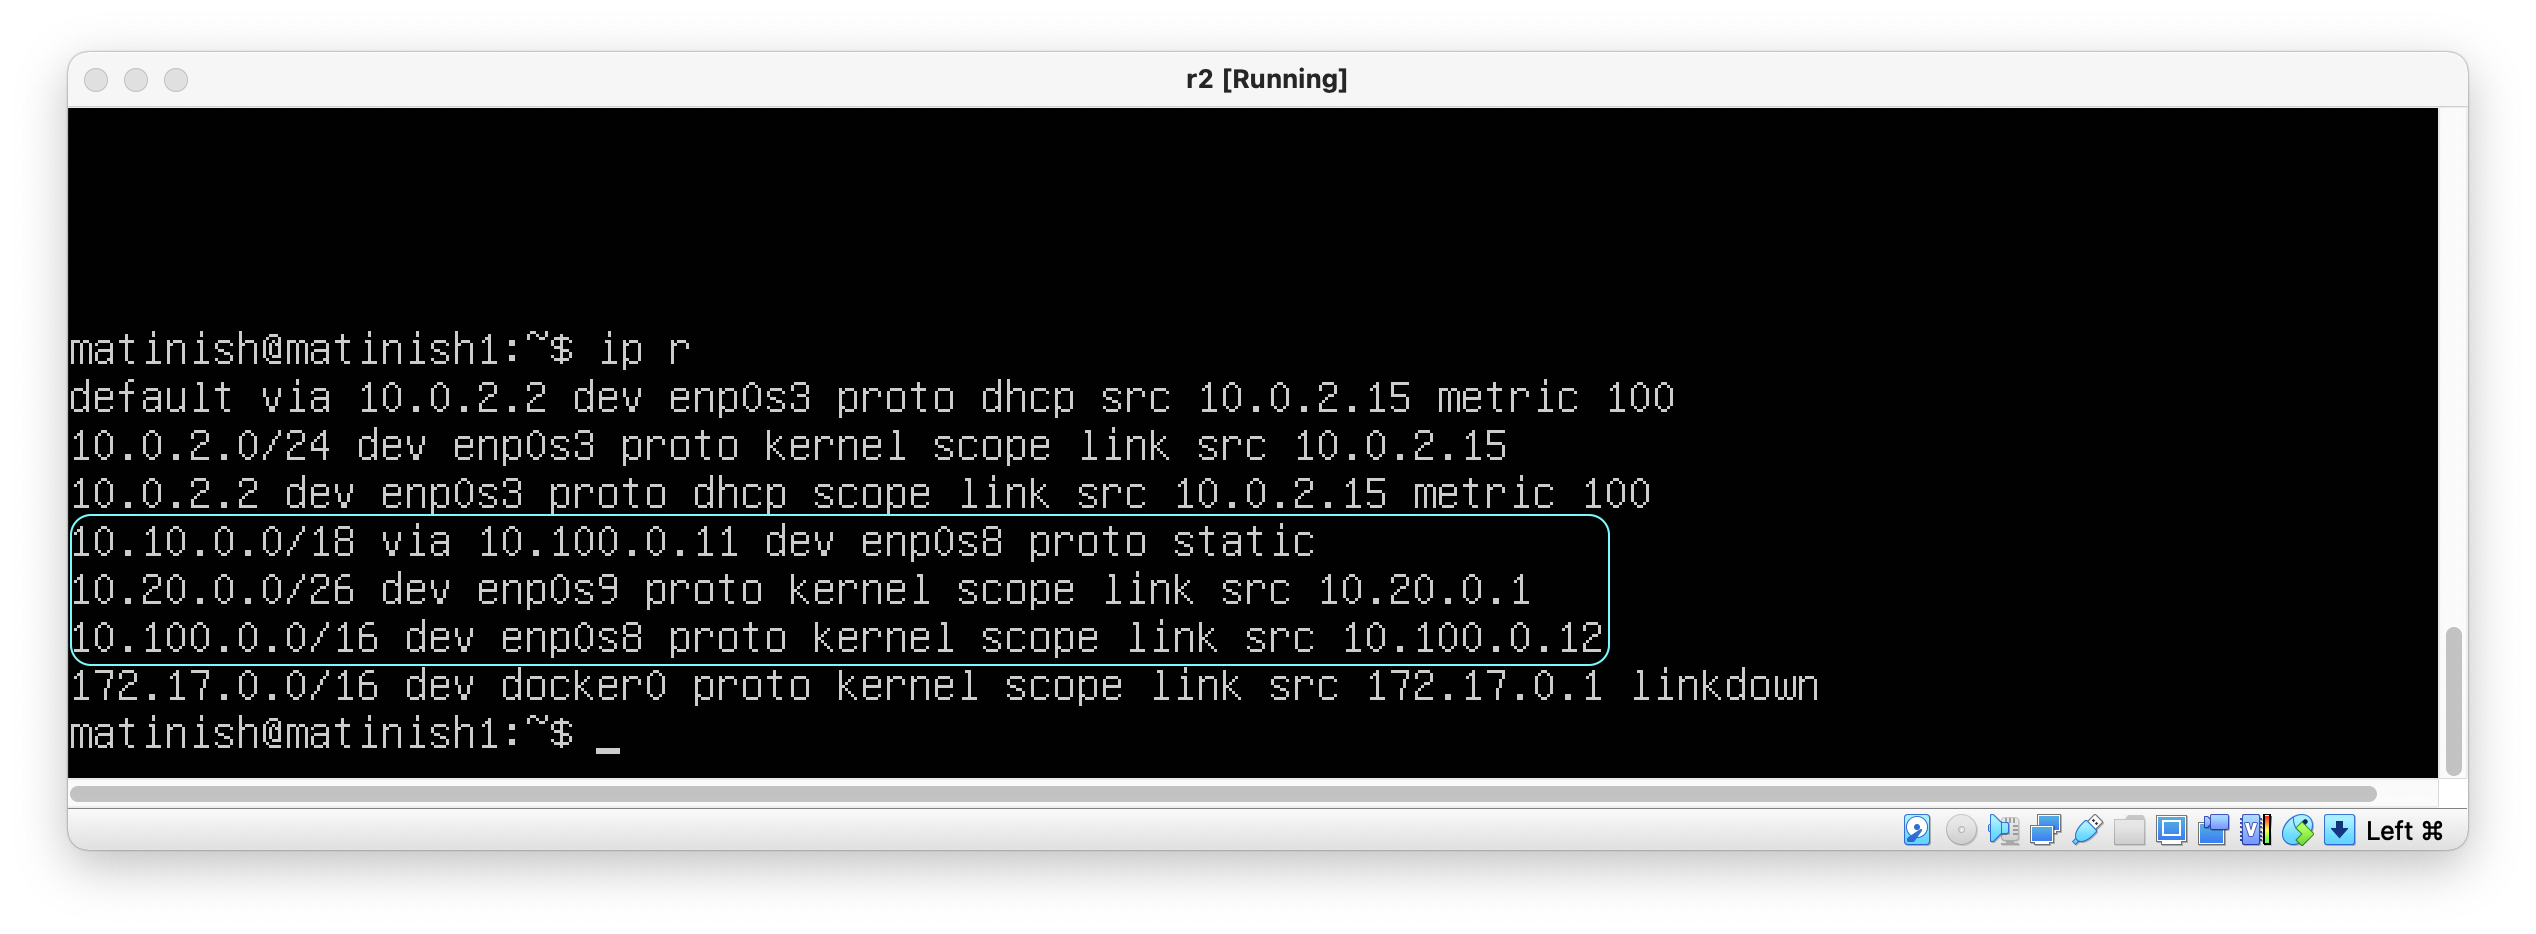 r2 [Running]
matinish@matinish1:~$ ip r
default via 10.0.2.2 dev enp0s3 proto dhcp src 10.0.2.15 metric 100
10.0.2.0/24 dev enp0s3 proto kernel scope link src 10.0.2.15
10.0.2.2 dev enp0s3 proto dhcp scope link src 10.0.2.15 metric 100
10.10.0.0/18 via 10.100.0.11 dev enp0s8 proto static
10.20.0.0/26 dev enp0s9 proto kernel scope link src 10.20.0.1
10.100.0.0/16 dev enp0s8 proto kernel scope link src 10.100.0.12
172.17.0.0/16 dev docker0 proto kernel scope link src 172.17.0.1 linkdown
matinish@matinish1:~$ _
Left ⌘